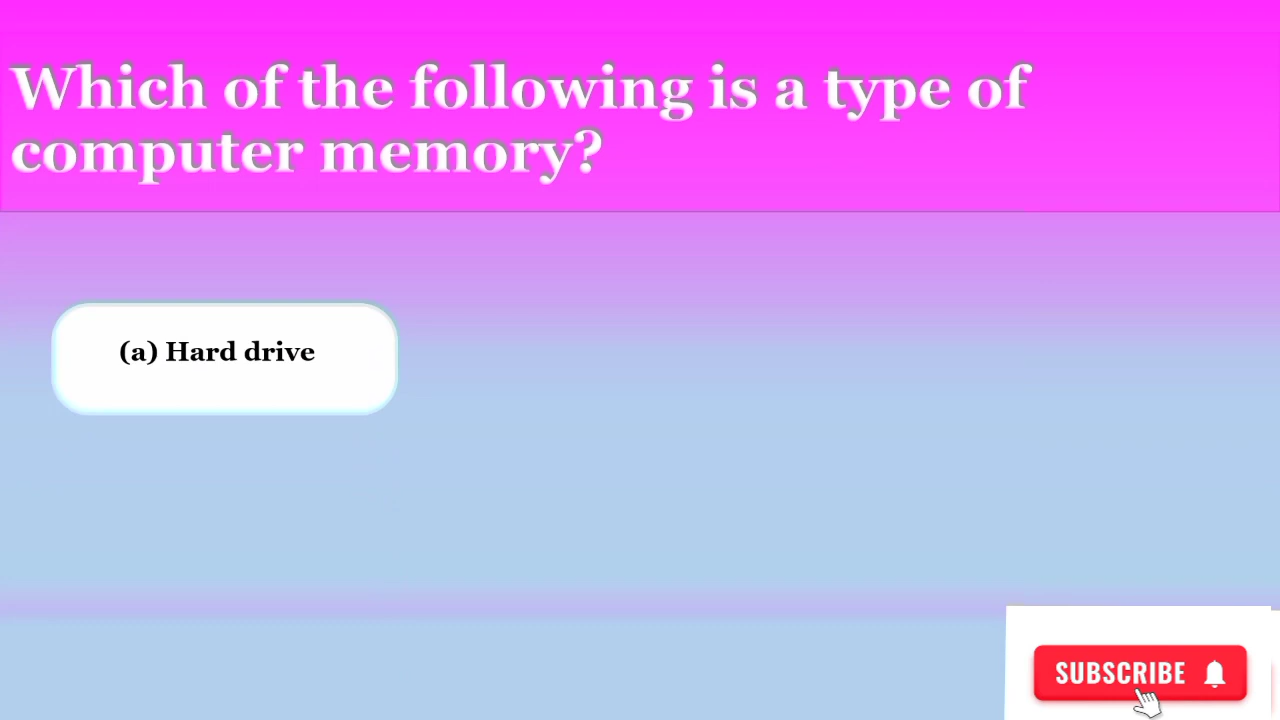 Which of the following is a type of
computer memory?
(a) Hard drive
SUBSCRIBE